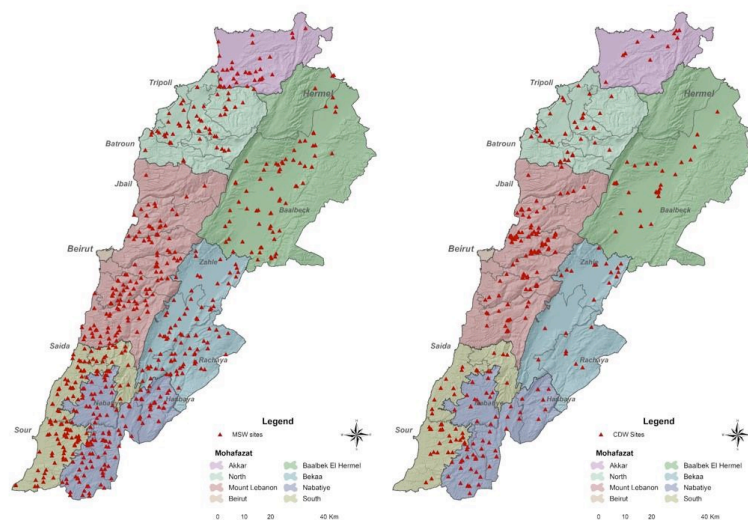 Tripoli
Hermel
Batroun
Jbail
Baalbeck
Beirut
Zahle
Saida
Rachaya
Hasbaya
Nabatiye
Sour
Legend
MSW sites
Mohafazat
Akkar
Baalbek El Hermel
North
Bekaa
Mount Lebanon
Nabatiye
Beirut
South
0 10 20 40 Km
Tripoli
Hermel
Batroun
Jbail
Baalbeck
Beirut
Zahle
Saida
Rachaya
Hasbaya
Nabatiye
Sour
Legend
CDW Sites
Mohafazat
Akkar
Baalbek El Hermel
North
Bekaa
Mount Lebanon
Nabatiye
Beirut
South
0 10 20 40 Km